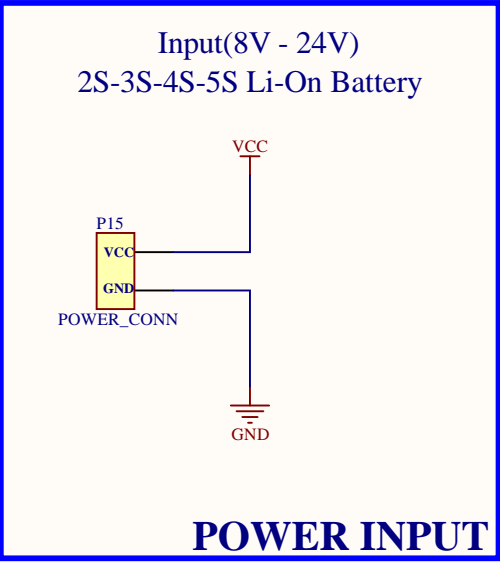 Input(8V - 24V)
2S-3S-4S-5S Li-On Battery
VCC
P15
VCC
GND
POWER_CONN
GND
POWER INPUT